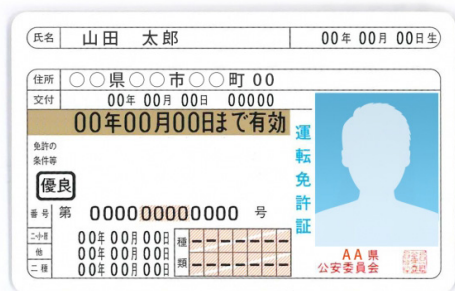 氏名 山田 太郎 00年 00月 00日生
住所 ○○県○○市○○町 00
交付 00年 00月 00日 00000
00年00月00日まで有効
免許の
条件等
優良
番号 第 000000000000 号
二・小・原 00年 00月 00日
他 00年 00月 00日
二種 00年 00月 00日
種類
運転免許証
AA 県
公安委員会